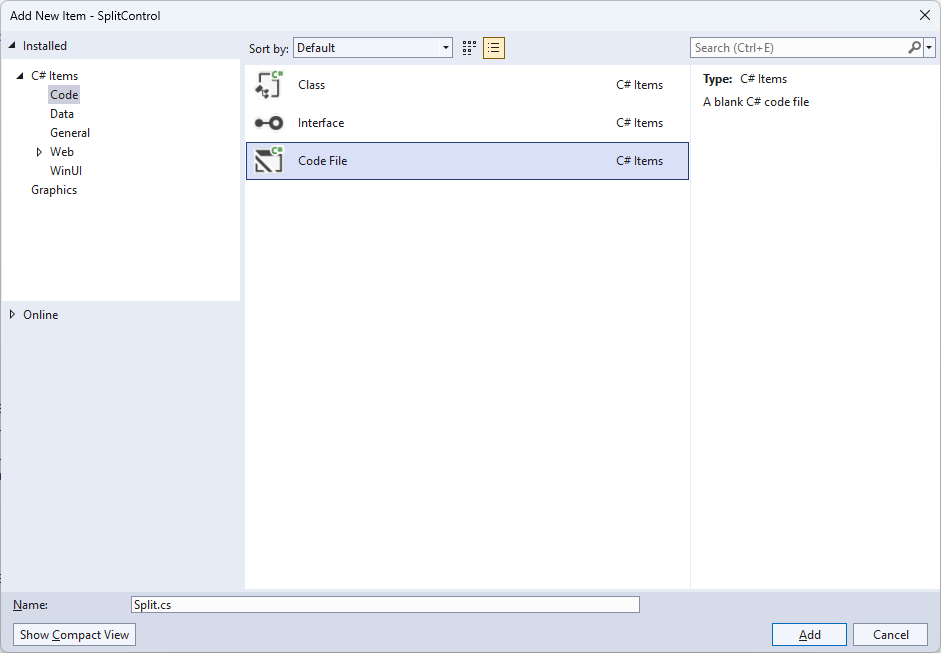 Add New Item - SplitControl
Installed
C# Items
Code
Data
General
Web
WinUI
Graphics
Online
Sort by: Default
Class C# Items
Interface C# Items
Code File C# Items
Search (Ctrl+E)
Type: C# Items
A blank C# code file
Name: Split.cs
Show Compact View
Add
Cancel